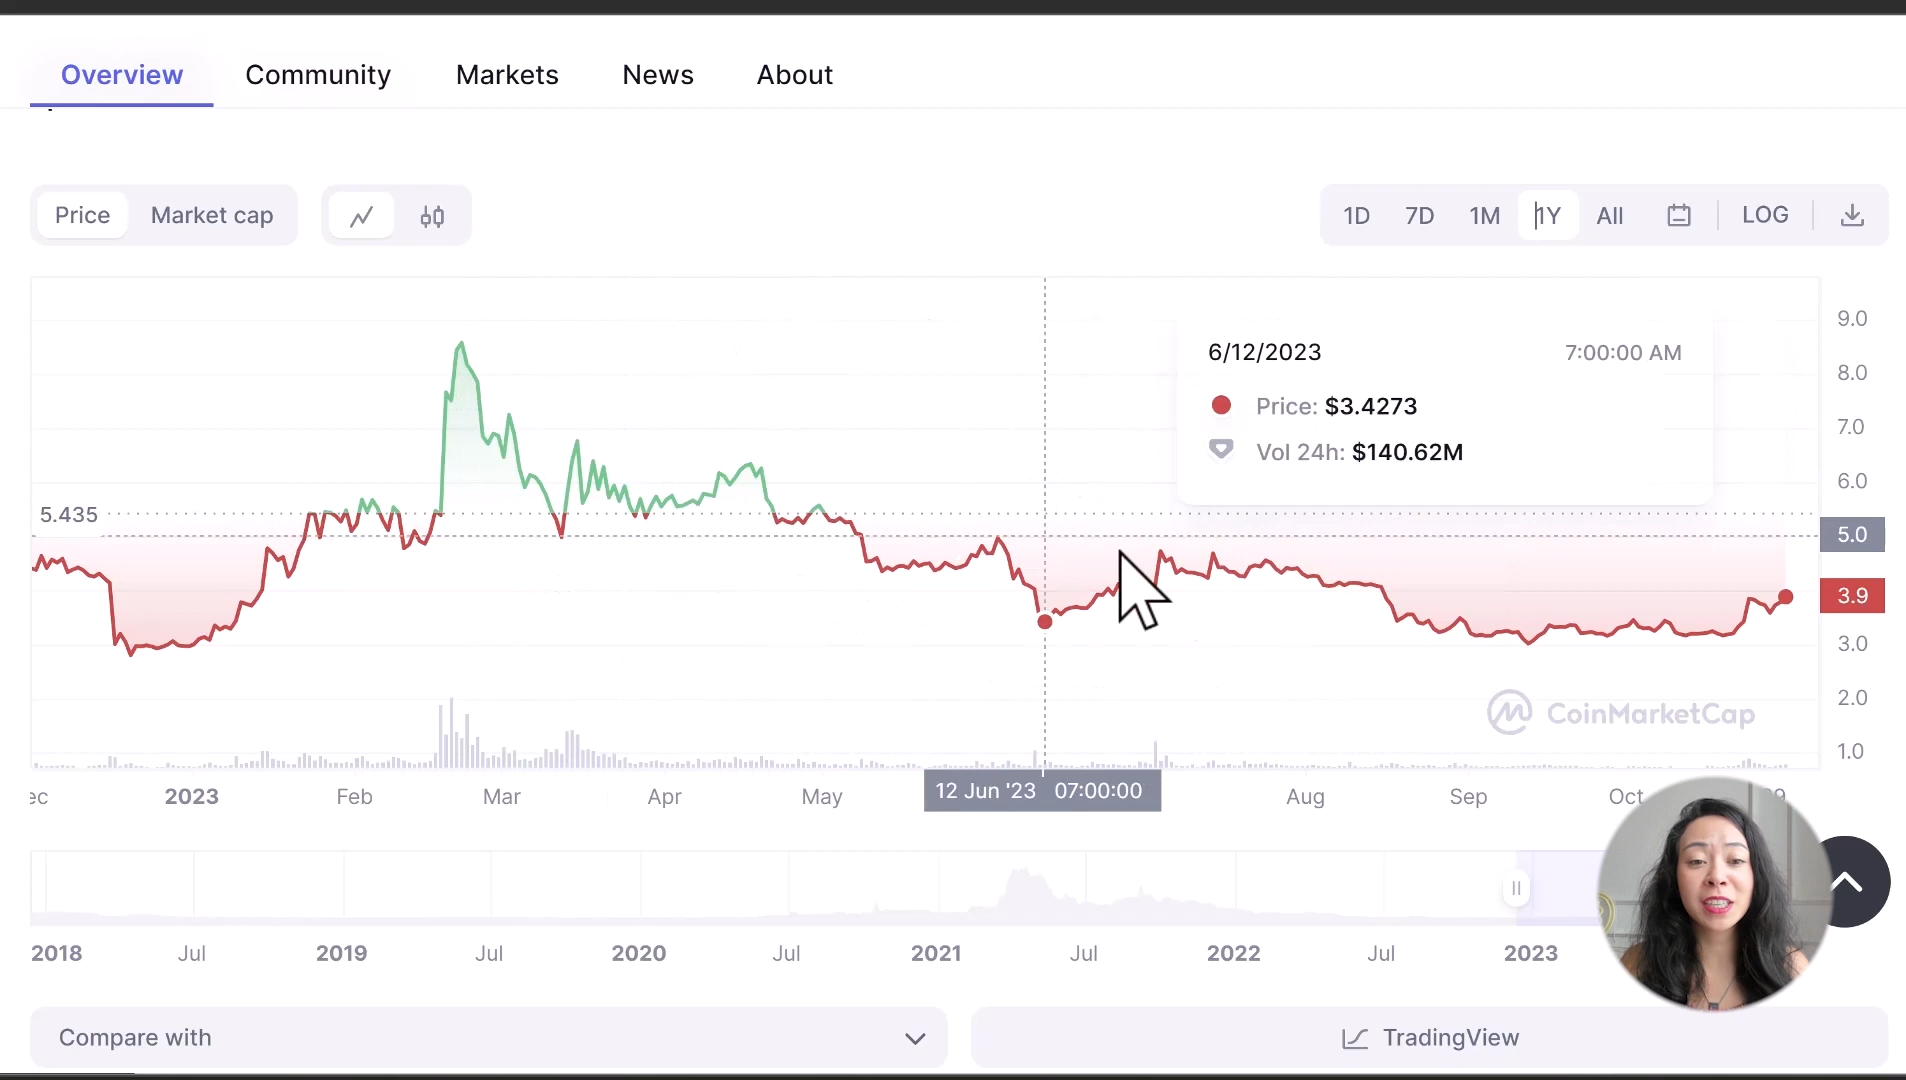 Overview Community Markets News About
Price Market cap
1D 7D 1M 1Y All LOG
9.0
6/12/2023 7:00:00 AM
8.0
Price: $3.4273
7.0
Vol 24h: $140.62M
6.0
5.435
5.0
3.9
3.0
2.0
CoinMarketCap
1.0
12 Jun '23 07:00:00
ec 2023 Feb Mar Apr May Aug Sep Oct
2018 Jul 2019 Jul 2020 Jul 2021 Jul 2022 Jul 2023
Compare with TradingView